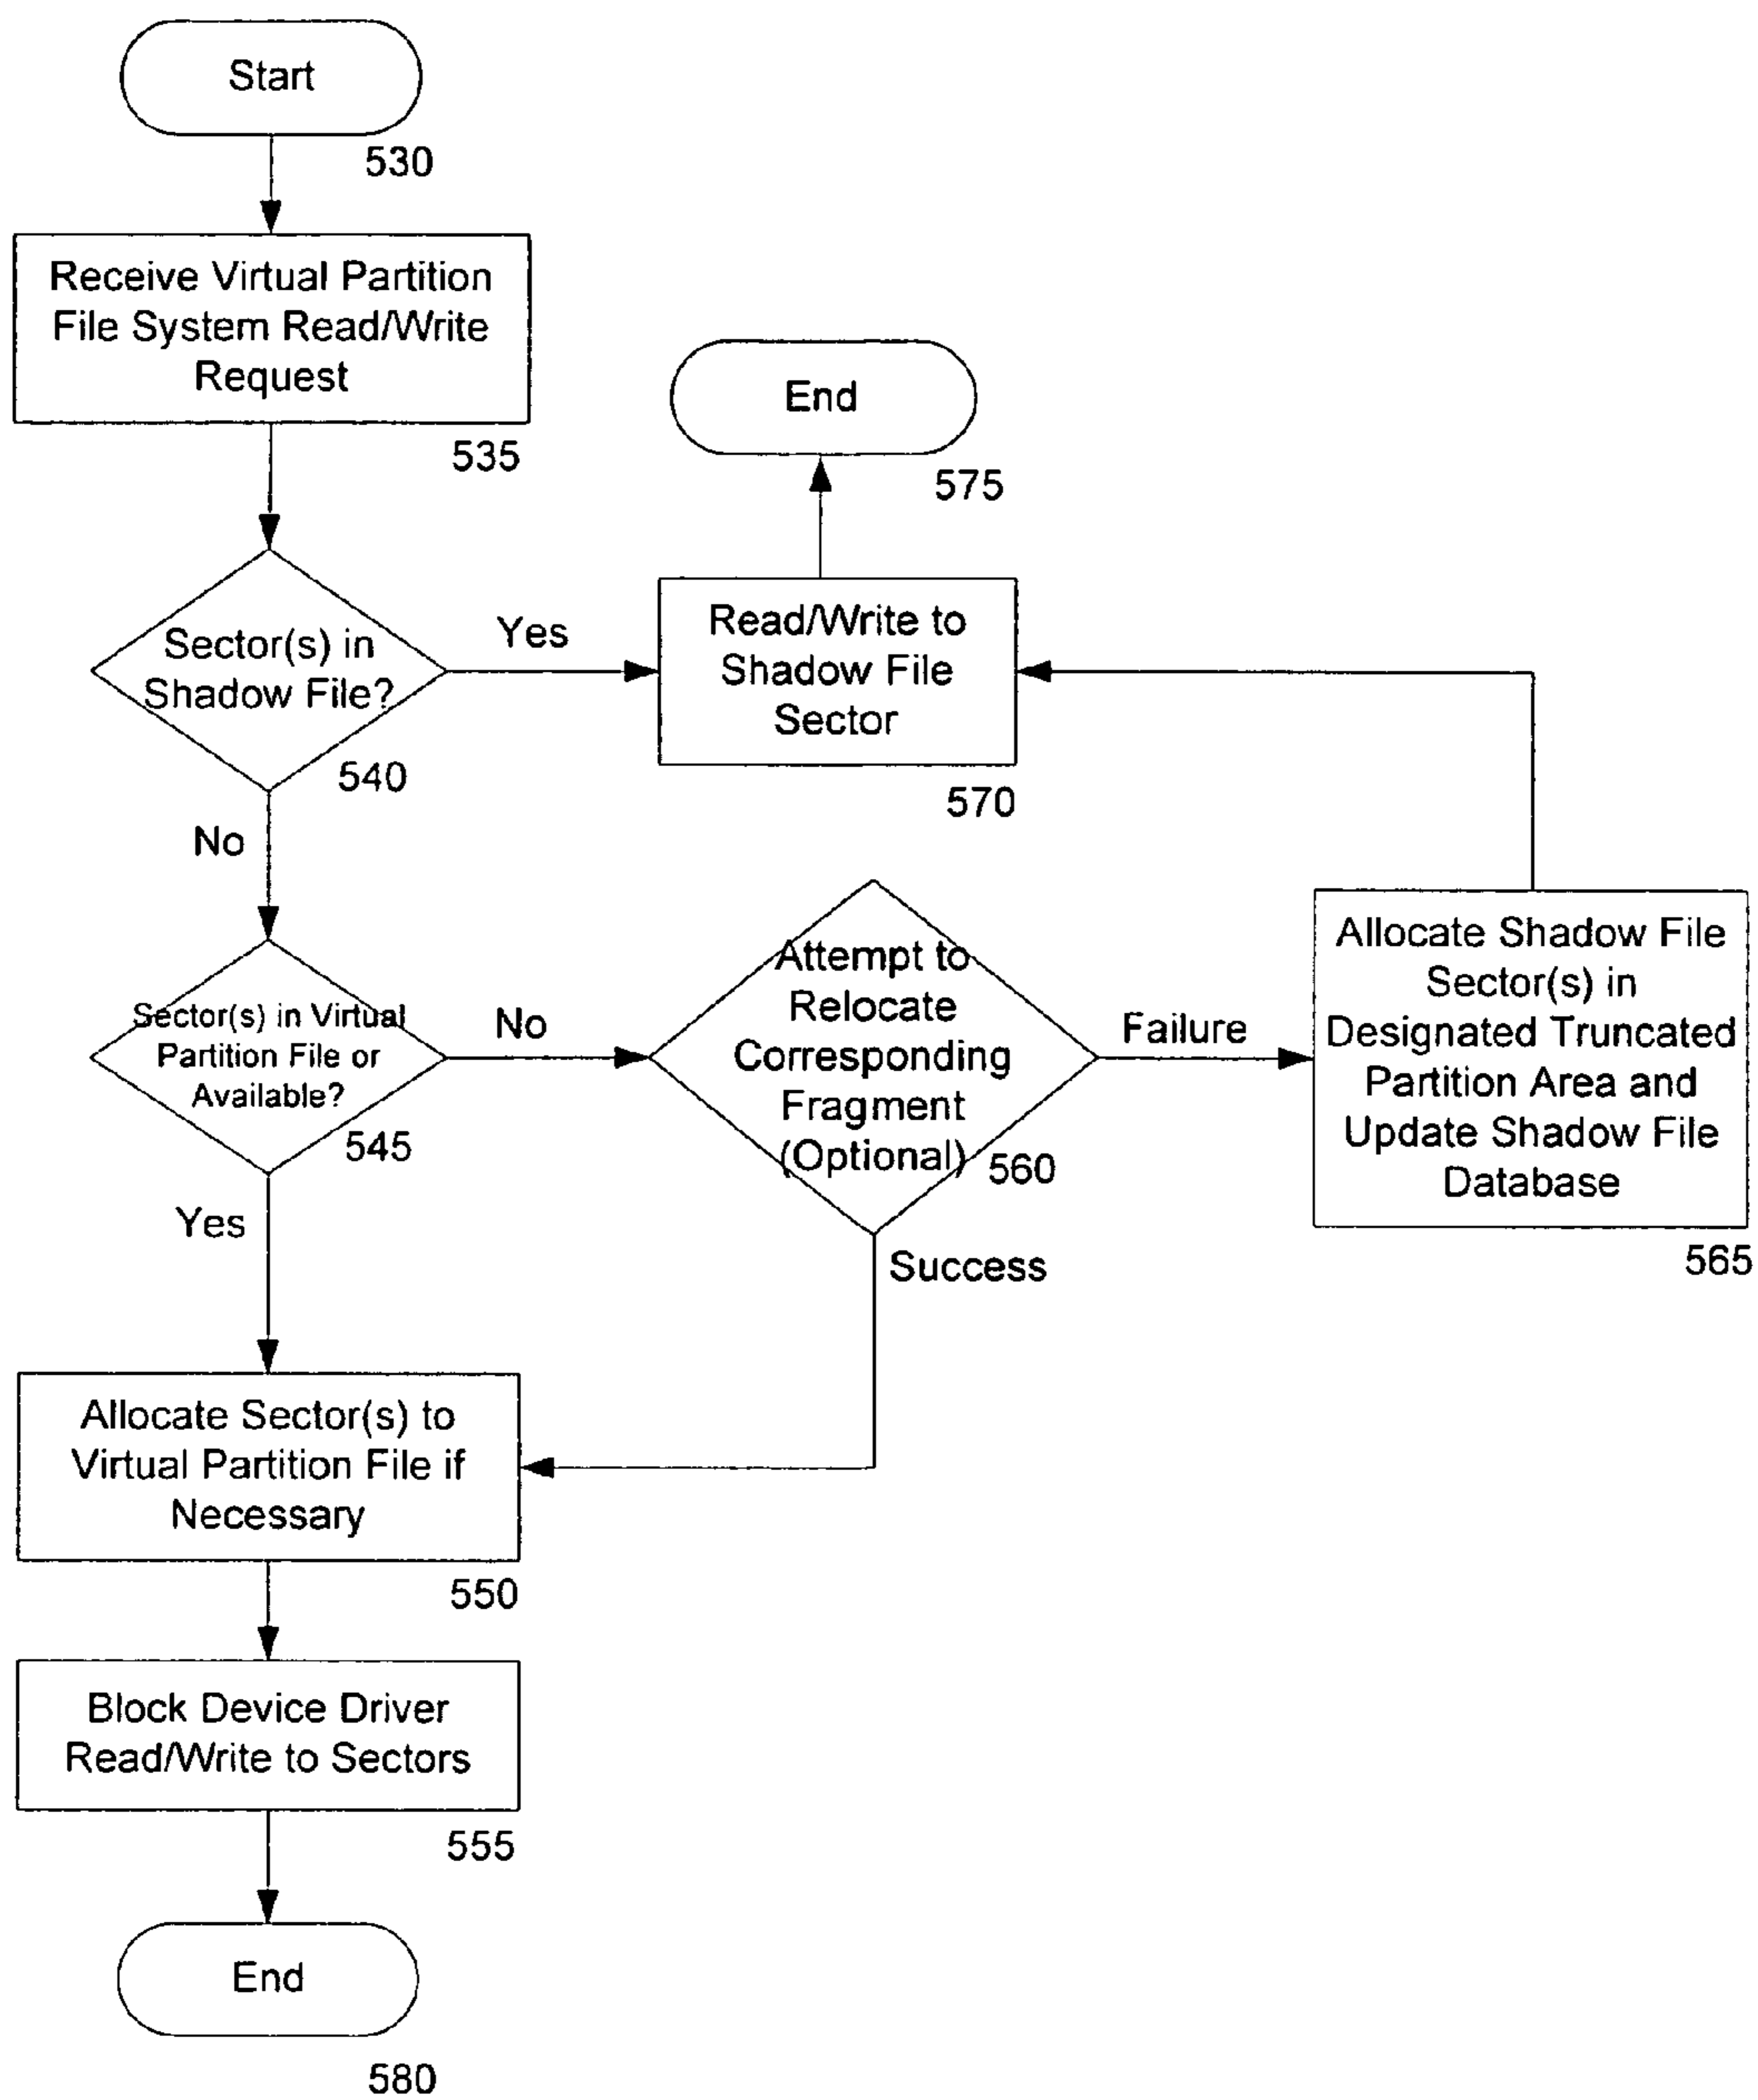 Start
530
Receive Virtual Partition
File System Read/Write
Request
535
End
575
Sector(s) in
Shadow File?
540
Yes
Read/Write to
Shadow File
Sector
570
No
Sector(s) in Virtual
Partition File or
Available?
545
No
Attempt to
Relocate
Corresponding
Fragment
(Optional)
560
Failure
Allocate Shadow File
Sector(s) in
Designated Truncated
Partition Area and
Update Shadow File
Database
565
Yes
Success
Allocate Sector(s) to
Virtual Partition File if
Necessary
550
Block Device Driver
Read/Write to Sectors
555
End
580